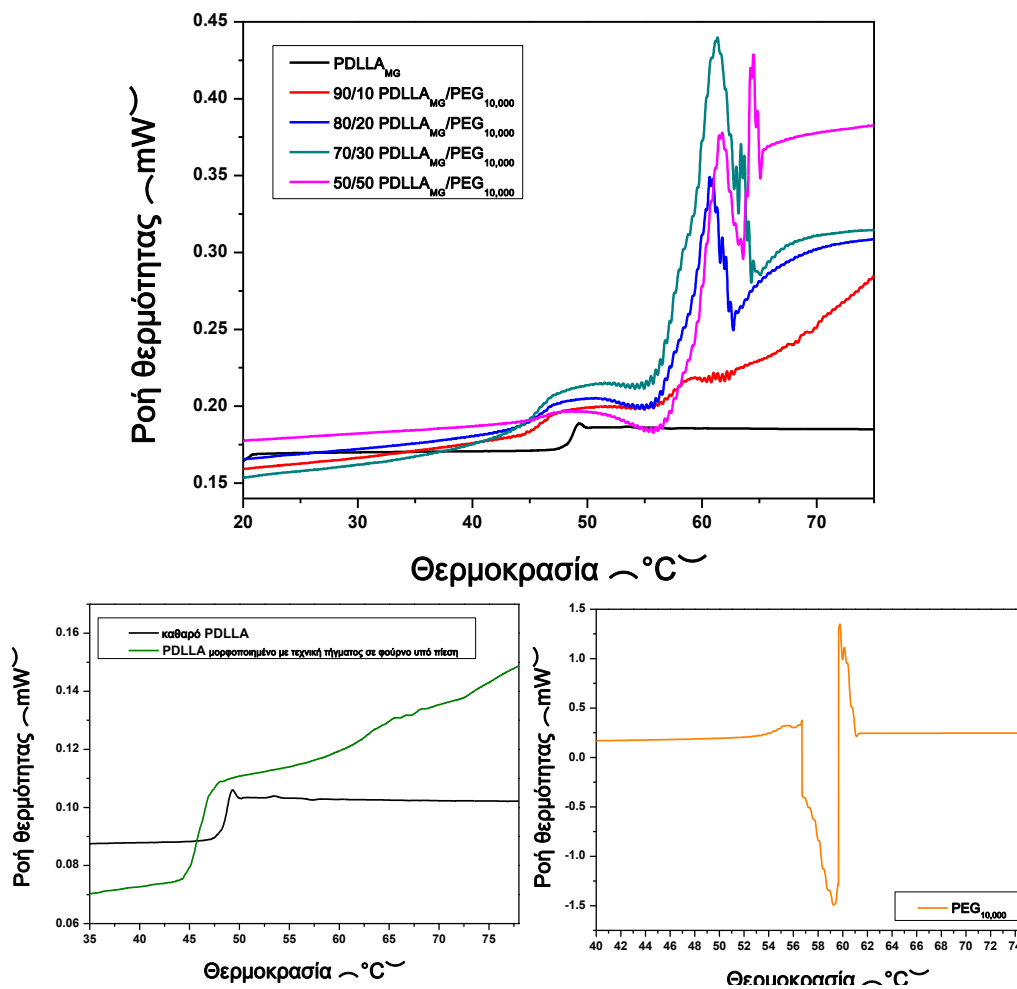 0.45
0.40
0.35
0.30
0.25
0.20
0.15
Ροή θερμότητας (mW)
PDLLA_MG
90/10 PDLLA_MG/PEG_10,000
80/20 PDLLA_MG/PEG_10,000
70/30 PDLLA_MG/PEG_10,000
50/50 PDLLA_MG/PEG_10,000
20 30 40 50 60 70
Θερμοκρασία (°C)
0.16
0.14
0.12
0.10
0.08
0.06
Ροή θερμότητας (mW)
καθαρό PDLLA
PDLLA μορφοποιημένο με τεχνική τήγματος σε φούρνο υπό πίεση
35 40 45 50 55 60 65 70 75
Θερμοκρασία (°C)
1.5
1.0
0.5
0.0
-0.5
-1.0
-1.5
Ροή θερμότητας (mW)
PEG_10,000
40 42 44 46 48 50 52 54 56 58 60 62 64 66 68 70 72 74
Θερμοκρασία (°C)